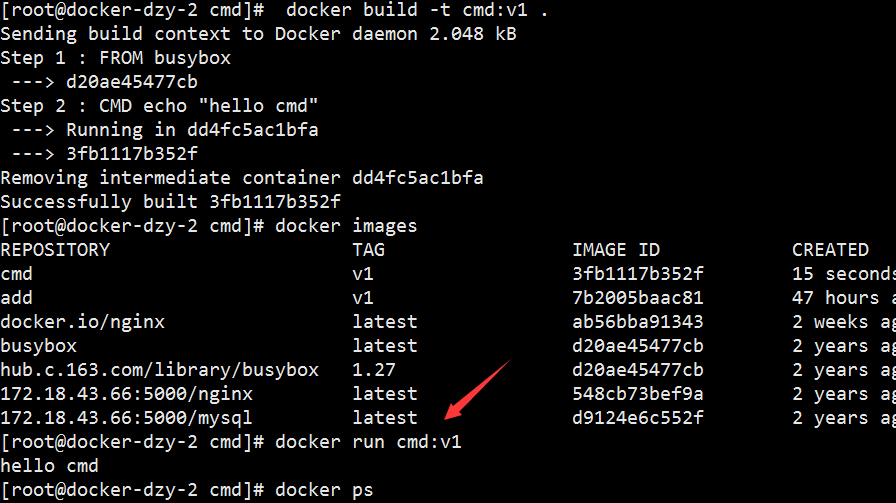 [root@docker-dzy-2 cmd]#  docker build -t cmd:v1 .
Sending build context to Docker daemon 2.048 kB
Step 1 : FROM busybox
 ---> d20ae45477cb
Step 2 : CMD echo "hello cmd"
 ---> Running in dd4fc5ac1bfa
 ---> 3fb1117b352f
Removing intermediate container dd4fc5ac1bfa
Successfully built 3fb1117b352f
[root@docker-dzy-2 cmd]# docker images
REPOSITORY TAG IMAGE ID CREATED
cmd v1 3fb1117b352f 15 seconds
add v1 7b2005baac81 47 hours a
docker.io/nginx latest ab56bba91343 2 weeks ag
busybox latest d20ae45477cb 2 years ag
hub.c.163.com/library/busybox 1.27 d20ae45477cb 2 years ag
172.18.43.66:5000/nginx latest 548cb73bef9a 2 years ag
172.18.43.66:5000/mysql latest d9124e6c552f 2 years ag
[root@docker-dzy-2 cmd]# docker run cmd:v1
hello cmd
[root@docker-dzy-2 cmd]# docker ps